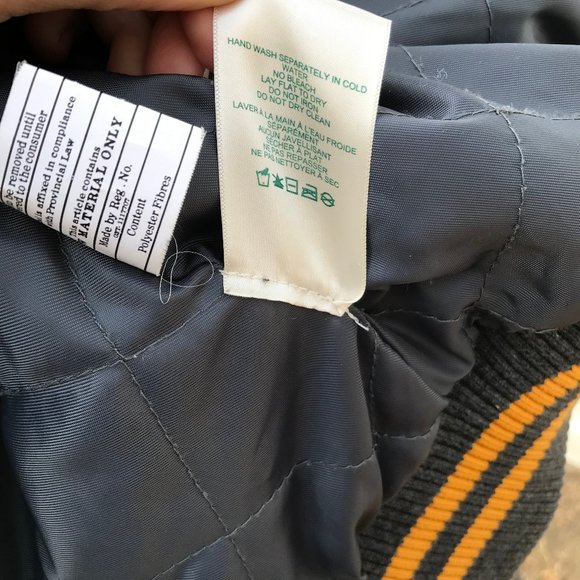 HAND WASH SEPARATELY IN COLD
WATER
NO BLEACH
LAY FLAT TO DRY
DO NOT IRON
DO NOT DRY CLEAN
LAVER À LA MAIN À L'EAU FROIDE
SÉPARÉMENT
AUCUN JAVELLISANT
SÉCHER À PLAT
NE PAS REPASSER
NE PAS NETTOYER À SEC
be removed until
to the consumer
is affixed in compliance
Provincial Law
This article contains
MATERIAL ONLY
Made by Reg. No.
Content
Polyester Fibres